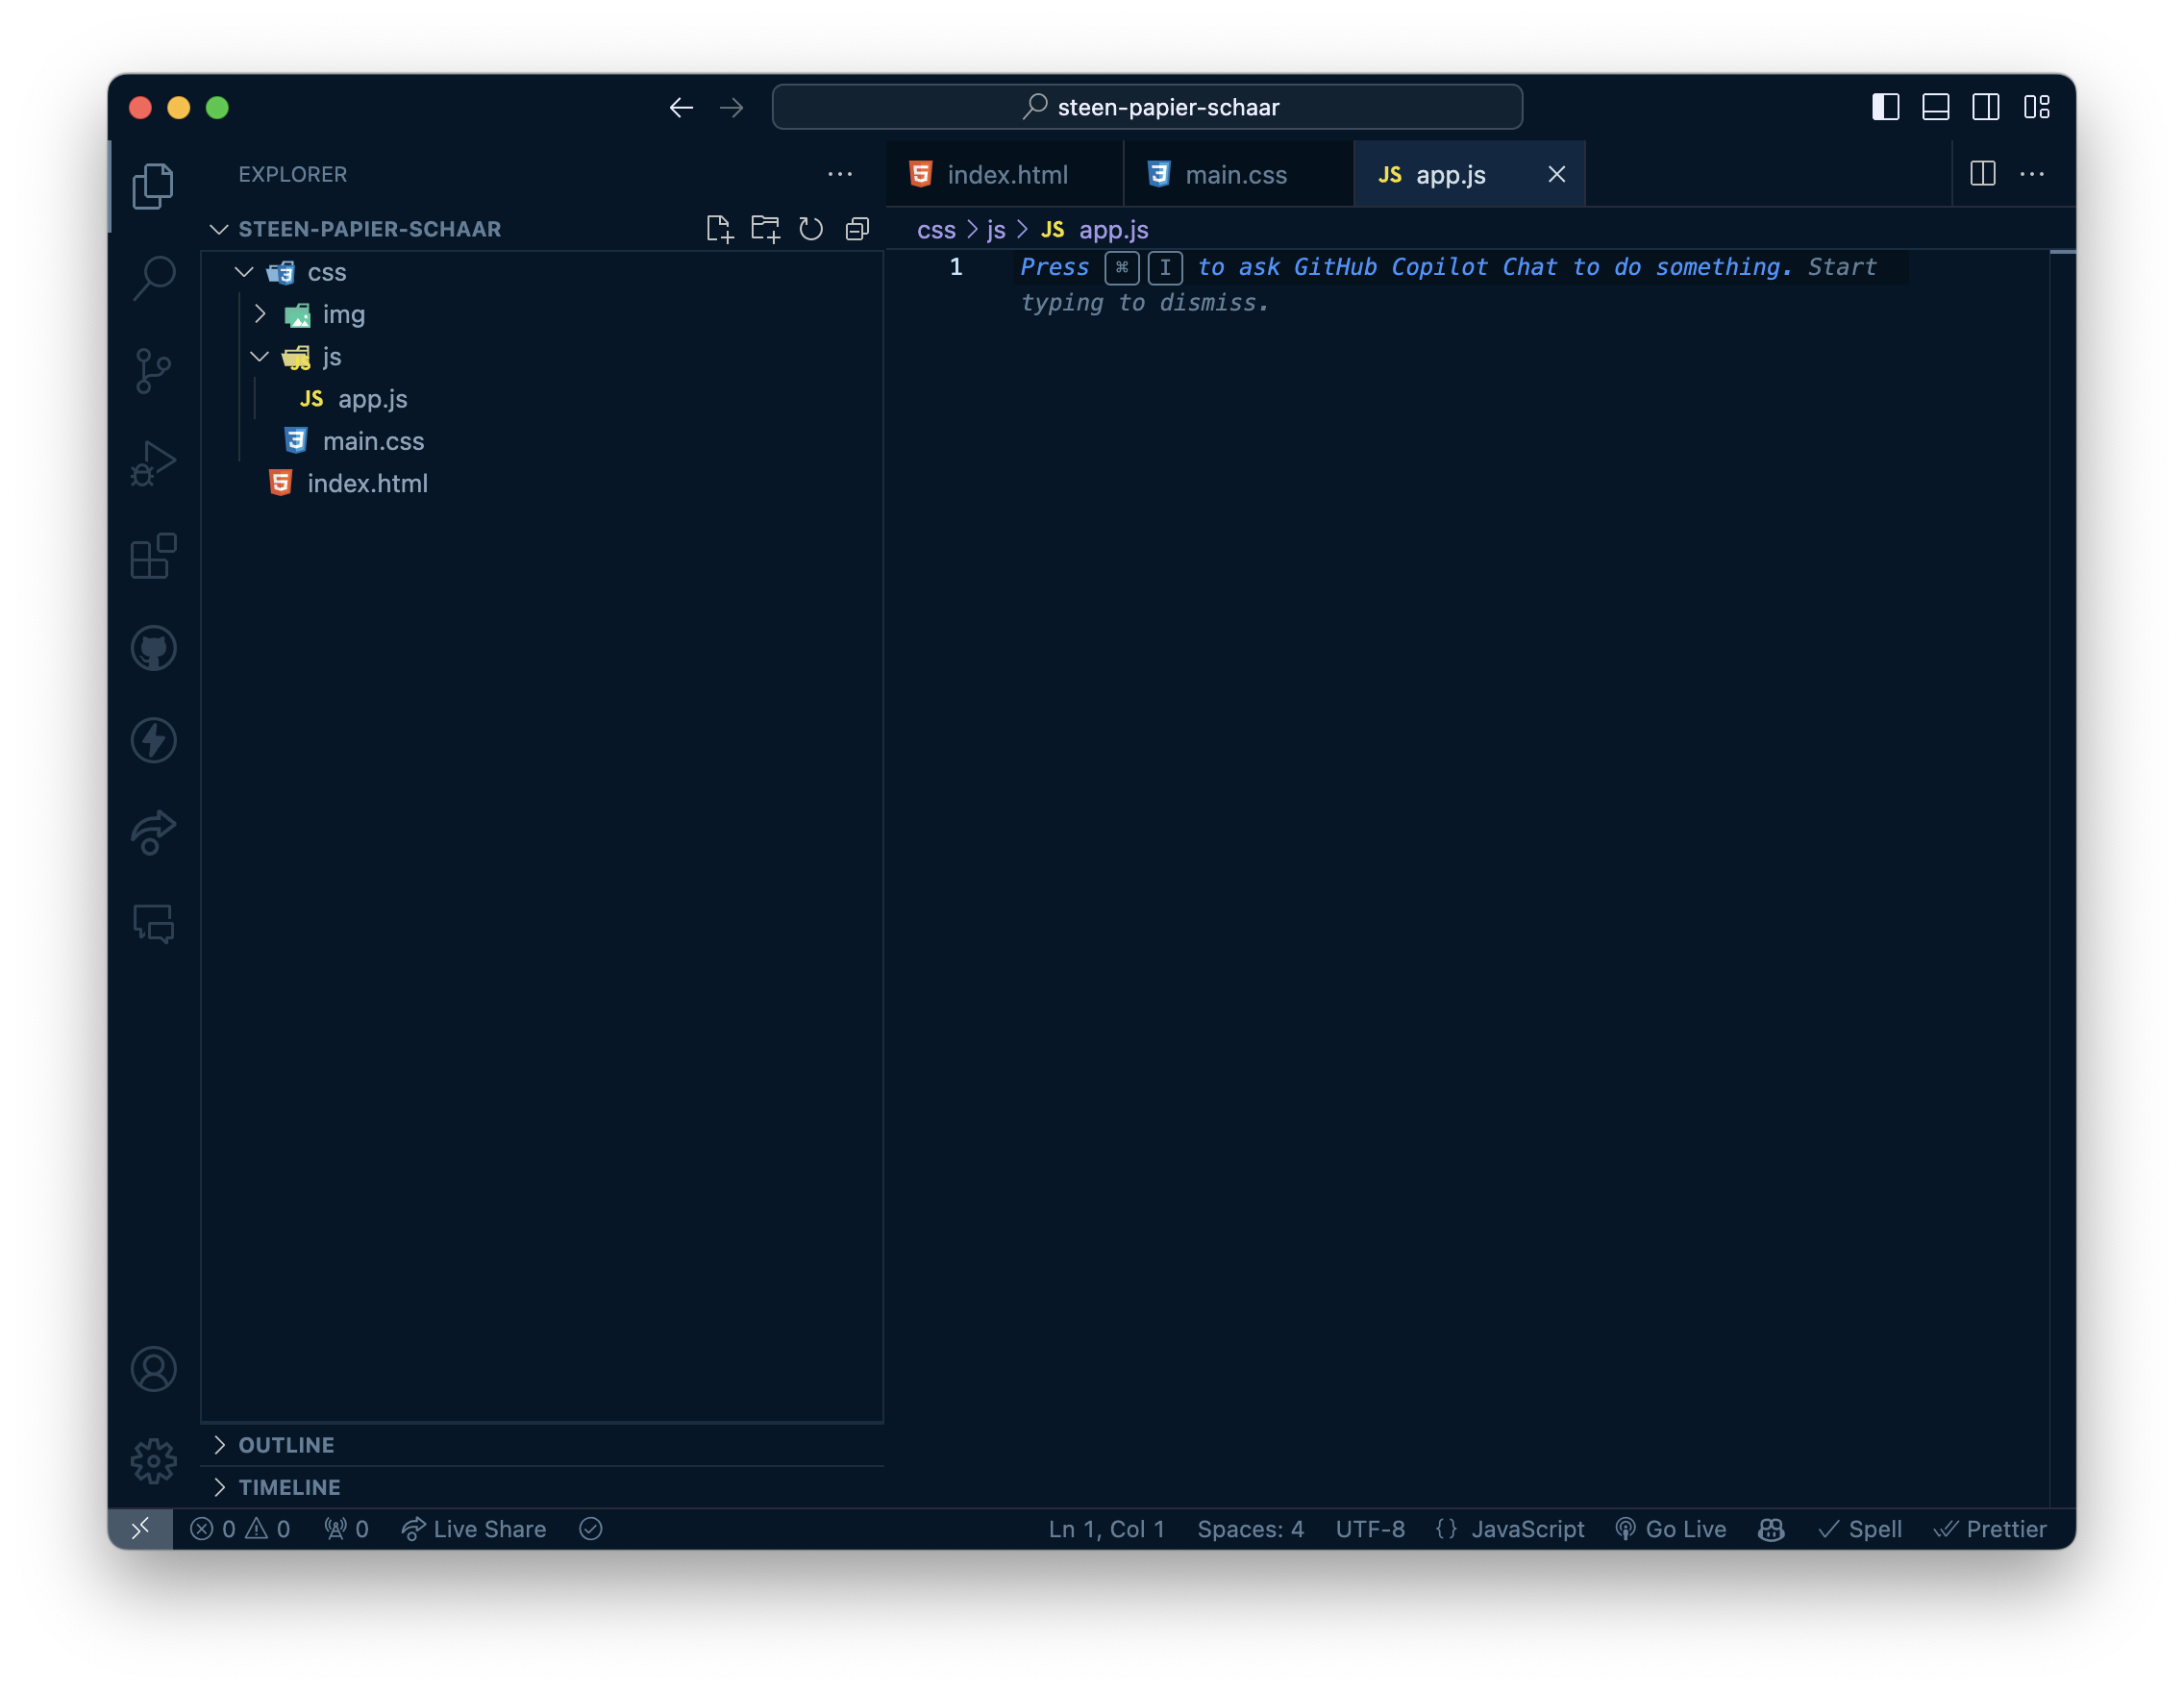 steen-papier-schaar
EXPLORER
STEEN-PAPIER-SCHAAR
css
img
js
JS app.js
main.css
index.html
OUTLINE
TIMELINE
index.html
main.css
JS app.js
css > js > JS app.js
1 Press ⌘ I to ask GitHub Copilot Chat to do something. Start
typing to dismiss.
0 0 0 Live Share Ln 1, Col 1 Spaces: 4 UTF-8 {} JavaScript Go Live Spell Prettier